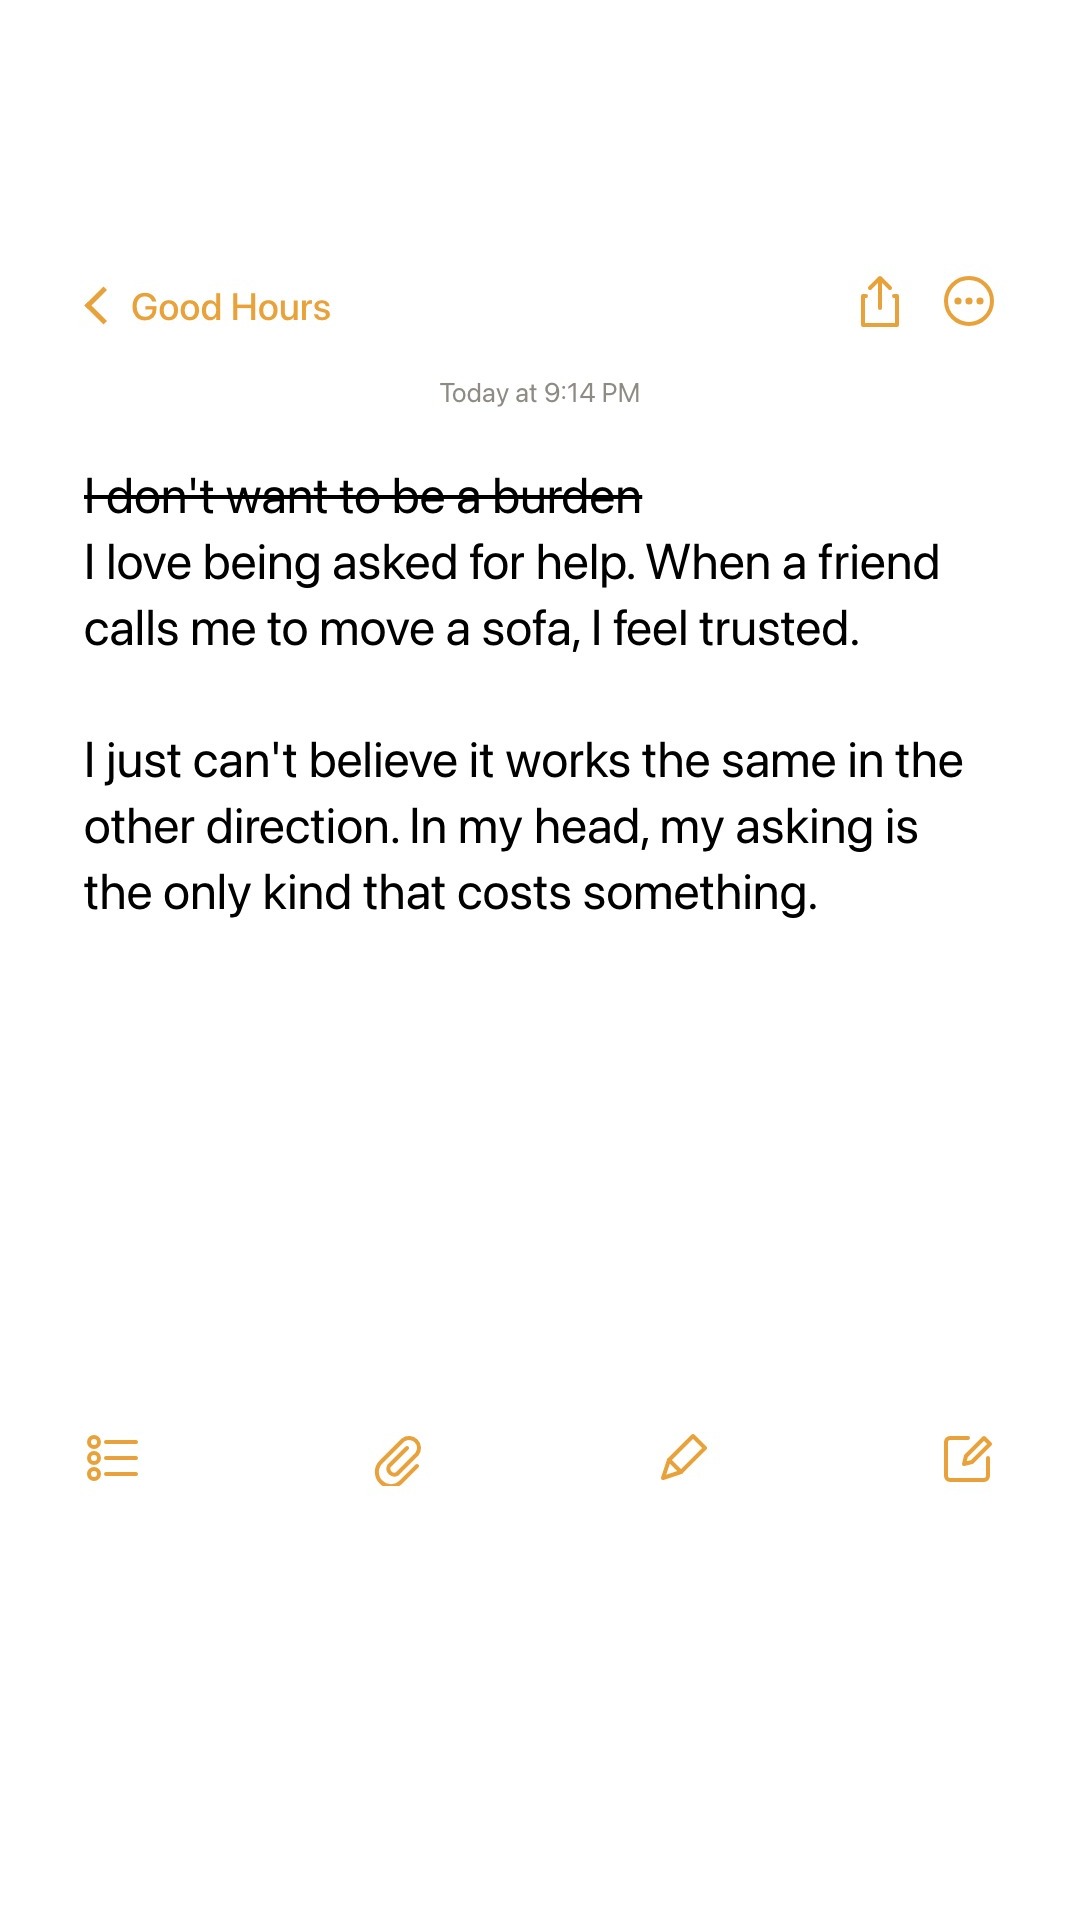 Good Hours
Today at 9:14 PM
I don't want to be a burden
I love being asked for help. When a friend
calls me to move a sofa, I feel trusted.
I just can't believe it works the same in the
other direction. In my head, my asking is
the only kind that costs something.